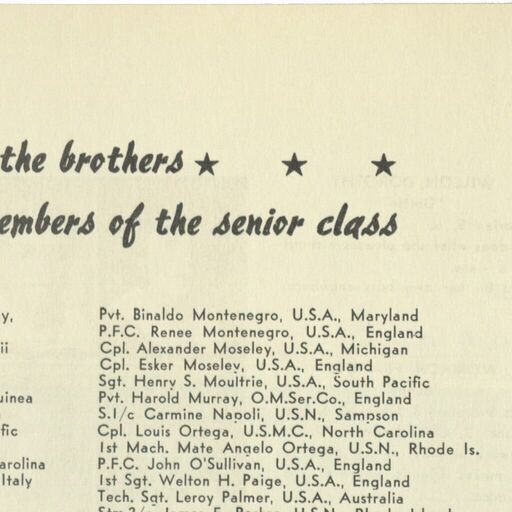 the brothers ★ ★ ★
embers of the senior class
y,
Pvt. Binaldo Montenegro, U.S.A., Maryland
P.F.C. Renee Montenegro, U.S.A., England
ii
Cpl. Alexander Moseley, U.S.A., Michigan
Cpl. Esker Moseley, U.S.A., England
Sgt. Henry S. Moultrie, U.S.A., South Pacific
uinea
Pvt. Harold Murray, O.M.Ser.Co., England
S.1/c Carmine Napoli, U.S.N., Sampson
fic
Cpl. Louis Ortega, U.S.M.C., North Carolina
1st Mach. Mate Angelo Ortega, U.S.N., Rhode Is.
arolina
P.F.C. John O'Sullivan, U.S.A., England
Italy
1st Sgt. Welton H. Paige, U.S.A., England
Tech. Sgt. Leroy Palmer, U.S.A., Australia